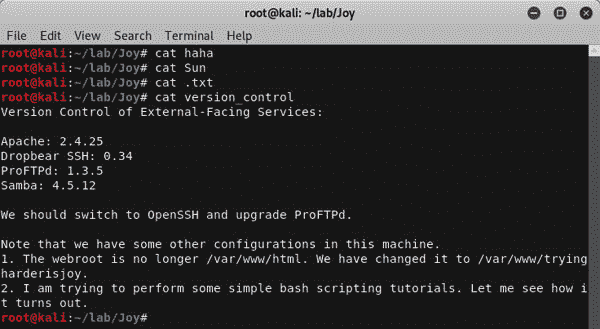 root@kali: ~/lab/Joy
File Edit View Search Terminal Help
root@kali:~/lab/Joy# cat haha
root@kali:~/lab/Joy# cat Sun
root@kali:~/lab/Joy# cat .txt
root@kali:~/lab/Joy# cat version_control
Version Control of External-Facing Services:
Apache: 2.4.25
Dropbear SSH: 0.34
ProFTPd: 1.3.5
Samba: 4.5.12
We should switch to OpenSSH and upgrade ProFTPd.
Note that we have some other configurations in this machine.
1. The webroot is no longer /var/www/html. We have changed it to /var/www/trying
harderisjoy.
2. I am trying to perform some simple bash scripting tutorials. Let me see how i
t turns out.
root@kali:~/lab/Joy#